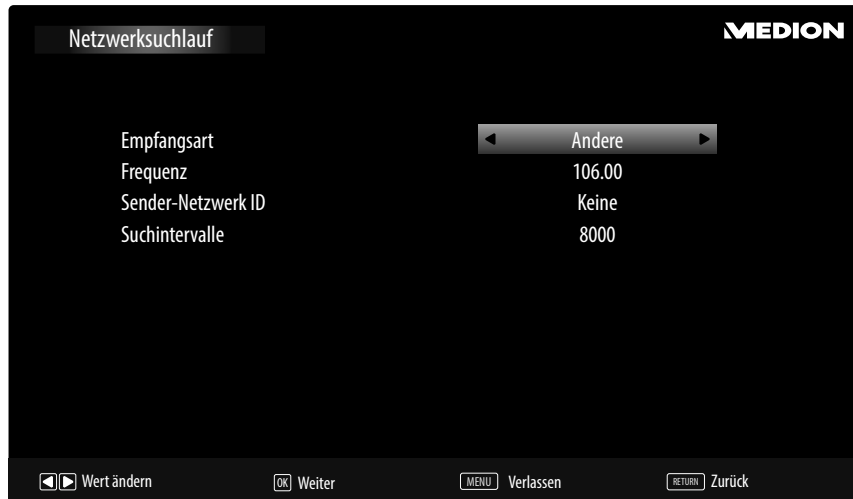 Netzwerksuchlauf
MEDION
Empfangsart Andere
Frequenz 106.00
Sender-Netzwerk ID Keine
Suchintervalle 8000
Wert ändern OK Weiter MENU Verlassen RETURN Zurück